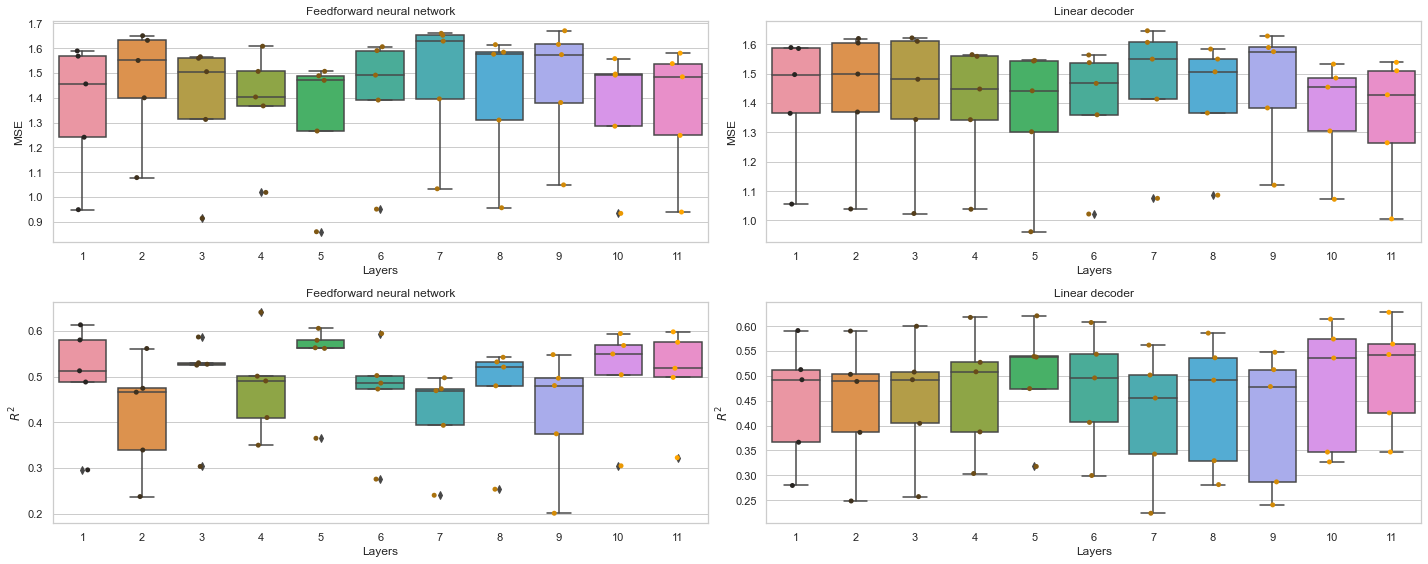 Feedforward neural network
MSE
1.7
1.6
1.5
1.4
1.3
1.2
1.1
1.0
0.9
1 2 3 4 5 6 7 8 9 10 11
Layers
Linear decoder
MSE
1.6
1.5
1.4
1.3
1.2
1.1
1.0
1 2 3 4 5 6 7 8 9 10 11
Layers
Feedforward neural network
R²
0.6
0.5
0.4
0.3
0.2
1 2 3 4 5 6 7 8 9 10 11
Layers
Linear decoder
R²
0.60
0.55
0.50
0.45
0.40
0.35
0.30
0.25
1 2 3 4 5 6 7 8 9 10 11
Layers